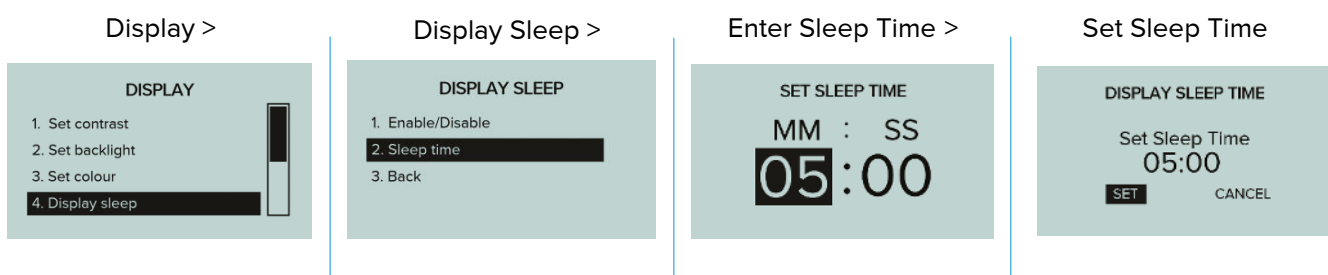 Display >
DISPLAY
1. Set contrast
2. Set backlight
3. Set colour
4. Display sleep
Display Sleep >
DISPLAY SLEEP
1. Enable/Disable
2. Sleep time
3. Back
Enter Sleep Time >
SET SLEEP TIME
MM : SS
05:00
Set Sleep Time
DISPLAY SLEEP TIME
Set Sleep Time
05:00
SET CANCEL